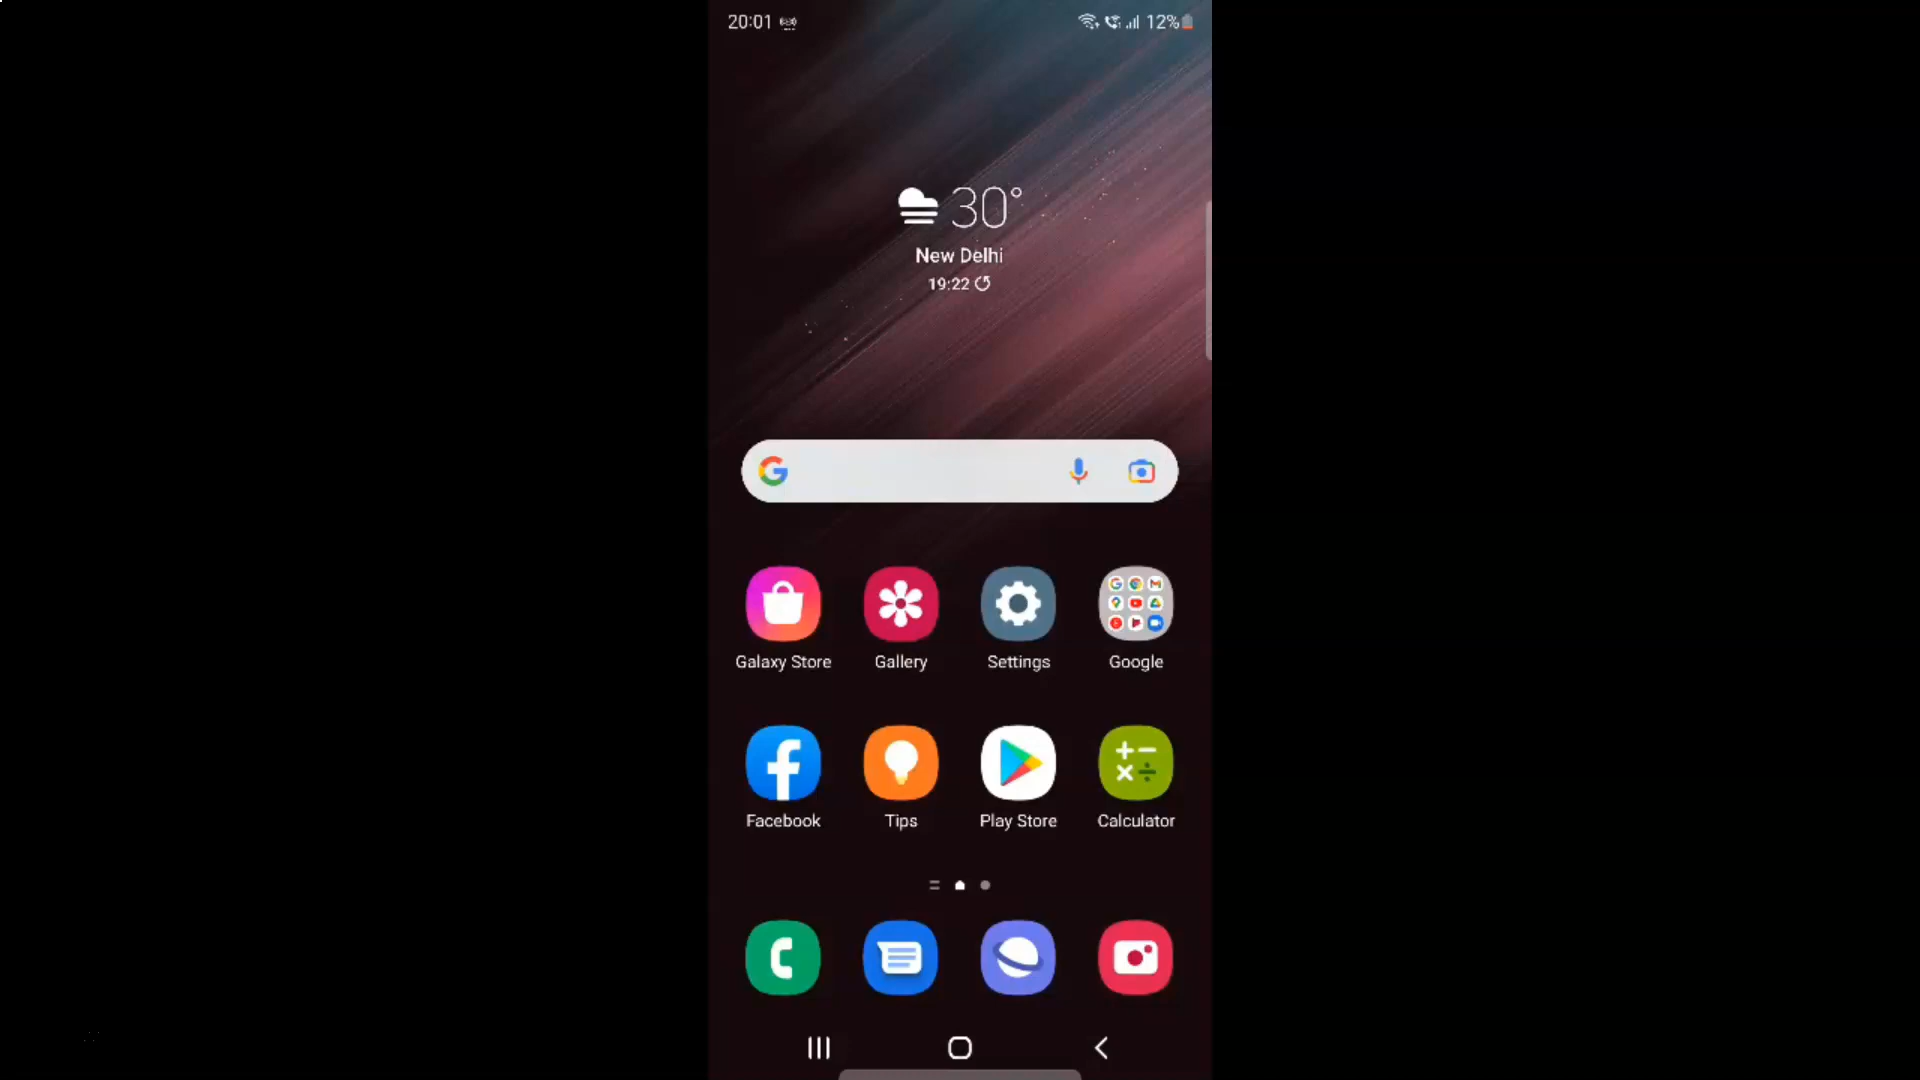 20:01 12%
30°
New Delhi
19:22
Galaxy Store Gallery Settings Google
Facebook Tips Play Store Calculator